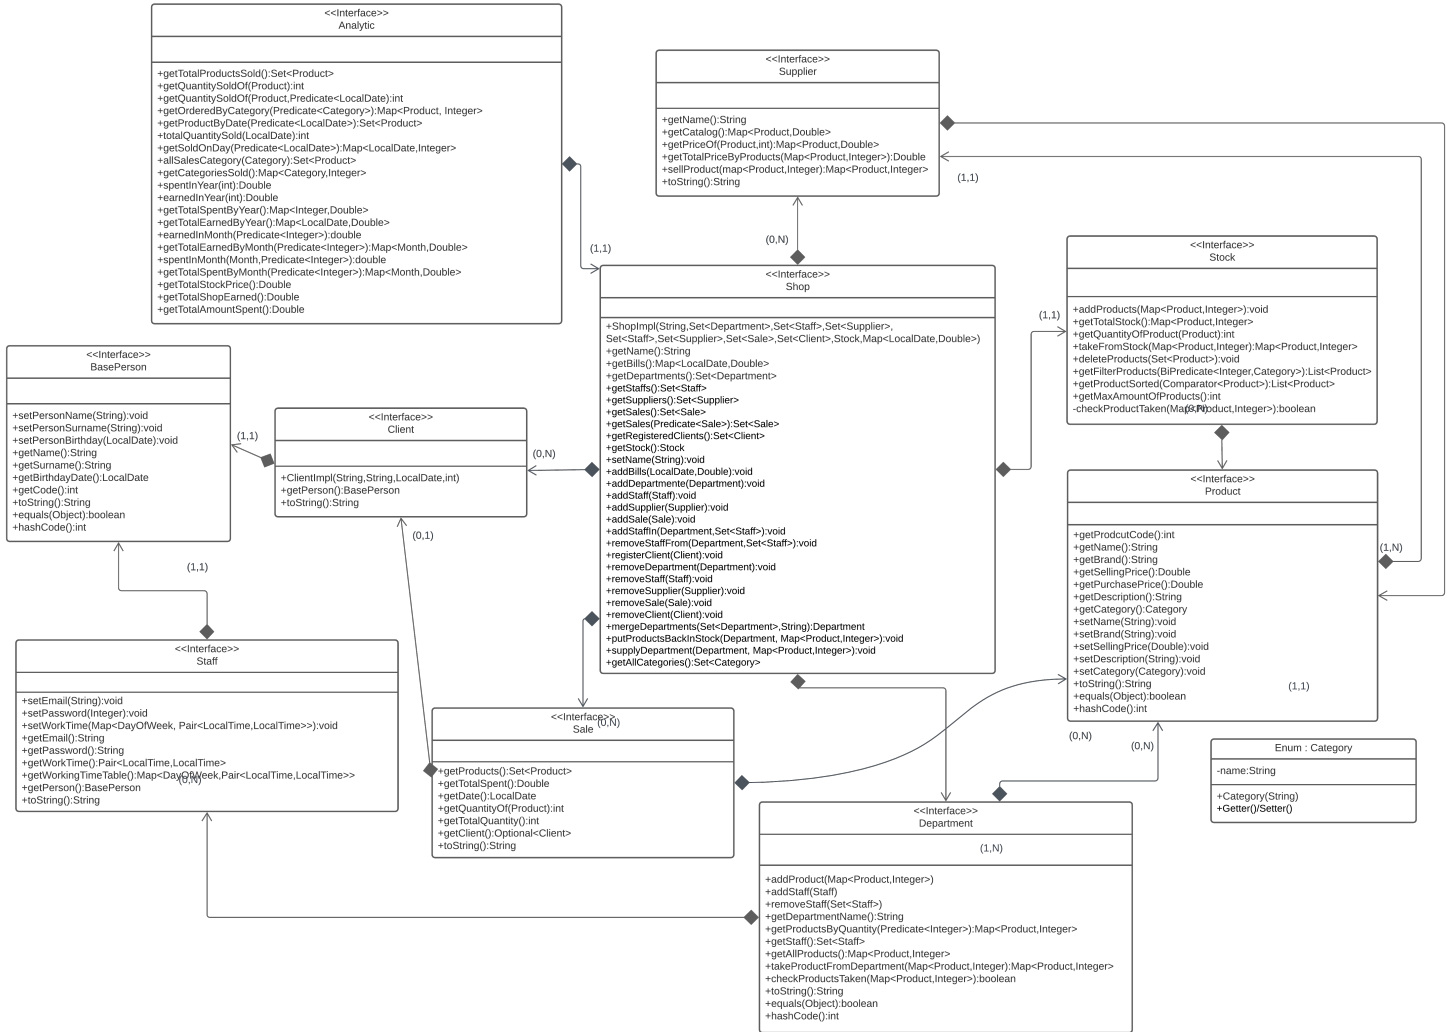 <<Interface>>
Analytic
+getTotalProductsSold():Set<Product>
+getQuantitySoldOf(Product):int
+getQuantitySoldOf(Product,Predicate<LocalDate):int
+getOrderedByCategory(Predicate<Category>):Map<Product, Integer>
+getProductByDate(Predicate<LocalDate>):Set<Product>
+totalQuantitySold(LocalDate):int
+getSoldOnDay(Predicate<LocalDate>):Map<LocalDate,Integer>
+allSalesCategory(Category):Set<Product>
+getCategoriesSold():Map<Category,Integer>
+spentInYear(int):Double
+earnedInYear(int):Double
+getTotalSpentByYear():Map<Integer,Double>
+getTotalEarnedByYear():Map<LocalDate,Double>
+earnedInMonth(Predicate<Integer>):double
+getTotalEarnedByMonth(Predicate<Integer>):Map<Month,Double>
+spentInMonth(Month,Predicate<Integer>):double
+getTotalSpentByMonth(Predicate<Integer>):Map<Month,Double>
+getTotalStockPrice():Double
+getTotalShopEarned():Double
+getTotalAmountSpent():Double
<<Interface>>
Supplier
+getName():String
+getCatalog():Map<Product,Double>
+getPriceOf(Product,int):Map<Product,Double>
+getTotalPriceByProducts(Map<Product,Integer>):Double
+sellProduct(map<Product,Integer):Map<Product,Integer>
+toString():String
(1,1)
(0,N)
(1,1)
<<Interface>>
Shop
+ShopImpl(String,Set<Department>,Set<Staff>,Set<Supplier>,
Set<Staff>,Set<Supplier>,Set<Sale>,Set<Client>,Stock,Map<LocalDate,Double>)
+getName():String
+getBills():Map<LocalDate,Double>
+getDepartments():Set<Department>
+getStaffs():Set<Staff>
+getSuppliers():Set<Supplier>
+getSales():Set<Sale>
+getSales(Predicate<Sale>):Set<Sale>
+getRegisteredClients():Set<Client>
+getStock():Stock
+setName(String):void
+addBills(LocalDate,Double):void
+addDepartmente(Department):void
+addStaff(Staff):void
+addSupplier(Supplier):void
+addSale(Sale):void
+addStaffIn(Department,Set<Staff>):void
+removeStaffFrom(Department,Set<Staff>):void
+registerClient(Client):void
+removeDepartment(Department):void
+removeStaff(Staff):void
+removeSupplier(Supplier):void
+removeSale(Sale):void
+removeClient(Client):void
+mergeDepartments(Set<Department>,String):Department
+putProductsBackInStock(Department, Map<Product,Integer>):void
+supplyDepartment(Department, Map<Product,Integer>):void
+getAllCategories():Set<Category>
(1,1)
<<Interface>>
Stock
+addProducts(Map<Product,Integer>):void
+getTotalStock():Map<Product,Integer>
+getQuantityOfProduct(Product):int
+takeFromStock(Map<Product,Integer):Map<Product,Integer>
+deleteProducts(Set<Product>):void
+getFilterProducts(BiPredicate<Integer,Category>):List<Product>
+getProductSorted(Comparator<Product>):List<Product>
+getMaxAmountOfProducts():int
-checkProductTaken(Map<Product,Integer>):boolean
(0,N)
<<Interface>>
BasePerson
+setPersonName(String):void
+setPersonSurname(String):void
+setPersonBirthday(LocalDate):void
+getName():String
+getSurname():String
+getBirthdayDate():LocalDate
+getCode():int
+toString():String
+equals(Object):boolean
+hashCode():int
(1,1)
<<Interface>>
Client
+ClientImpl(String,String,LocalDate,int)
+getPerson():BasePerson
+toString():String
(0,N)
(0,1)
(1,1)
<<Interface>>
Product
+getProdcutCode():int
+getName():String
+getBrand():String
+getSellingPrice():Double
+getPurchasePrice():Double
+getDescription():String
+getCategory():Category
+setName(String):void
+setBrand(String):void
+setSellingPrice(Double):void
+setDescription(String):void
+setCategory(Category):void
+toString():String
+equals(Object):boolean
+hashCode():int
(1,N)
(1,1)
<<Interface>>
Staff
+setEmail(String):void
+setPassword(Integer):void
+setWorkTime(Map<DayOfWeek, Pair<LocalTime,LocalTime>>):void
+getEmail():String
+getPassword():String
+getWorkTime():Pair<LocalTime,LocalTime>
+getWorkingTimeTable():Map<DayOfWeek,Pair<LocalTime,LocalTime>>
(0,N)
+getPerson():BasePerson
+toString():String
<<Interface>>
(0,N)
Sale
+getProducts():Set<Product>
+getTotalSpent():Double
+getDate():LocalDate
+getQuantityOf(Product):int
+getTotalQuantity():int
+getClient():Optional<Client>
+toString():String
(0,N)
(0,N)
Enum : Category
-name:String
+Category(String)
+Getter()/Setter()
<<Interface>>
Department
(1,N)
+addProduct(Map<Product,Integer>)
+addStaff(Staff)
+removeStaff(Set<Staff>)
+getDepartmentName():String
+getProductsByQuantity(Predicate<Integer>):Map<Product,Integer>
+getStaff():Set<Staff>
+getAllProducts():Map<Product,Integer>
+takeProductFromDepartment(Map<Product,Integer):Map<Product,Integer>
+checkProductsTaken(Map<Product,Integer>):boolean
+toString():String
+equals(Object):boolean
+hashCode():int